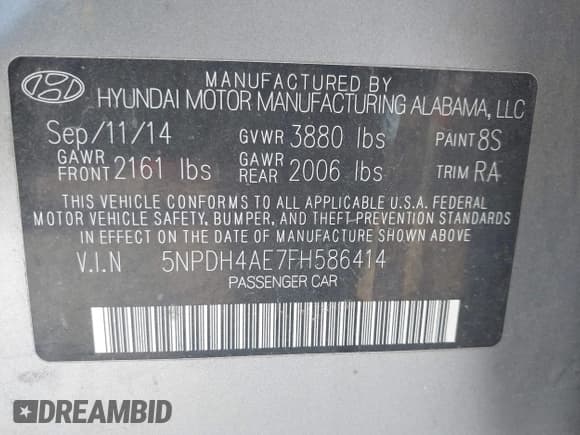 MANUFACTURED BY
HYUNDAI MOTOR MANUFACTURING ALABAMA, LLC
Sep/11/14 GVWR 3880 lbs PAINT 8S
GAWR FRONT 2161 lbs GAWR REAR 2006 lbs TRIM RA
THIS VEHICLE CONFORMS TO ALL APPLICABLE U.S.A. FEDERAL
MOTOR VEHICLE SAFETY, BUMPER, AND THEFT PREVENTION STANDARDS
IN EFFECT ON THE DATE OF MANUFACTURE SHOWN ABOVE
V.I.N 5NPDH4AE7FH586414
PASSENGER CAR
DREAMBID